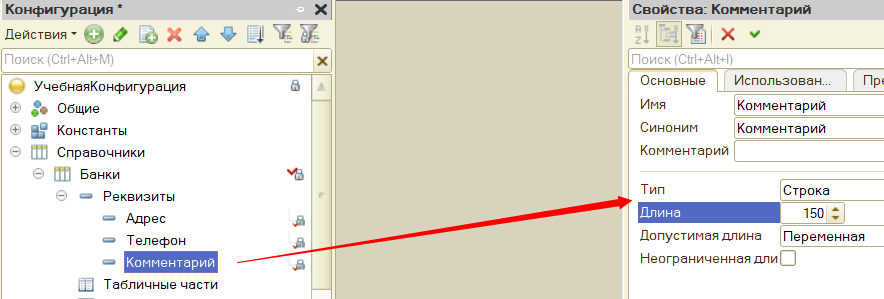 Конфигурация *
Действия
Поиск (Ctrl+Alt+M)
УчебнаяКонфигурация
Общие
Константы
Справочники
Банки
Реквизиты
Адрес
Телефон
Комментарий
Табличные части
Свойства: Комментарий
Поиск (Ctrl+Alt+I)
Основные
Использован...
Пре
Имя
Комментарий
Синоним
Комментарий
Комментарий
Тип
Строка
Длина
150
Допустимая длина
Переменная
Неограниченная дли